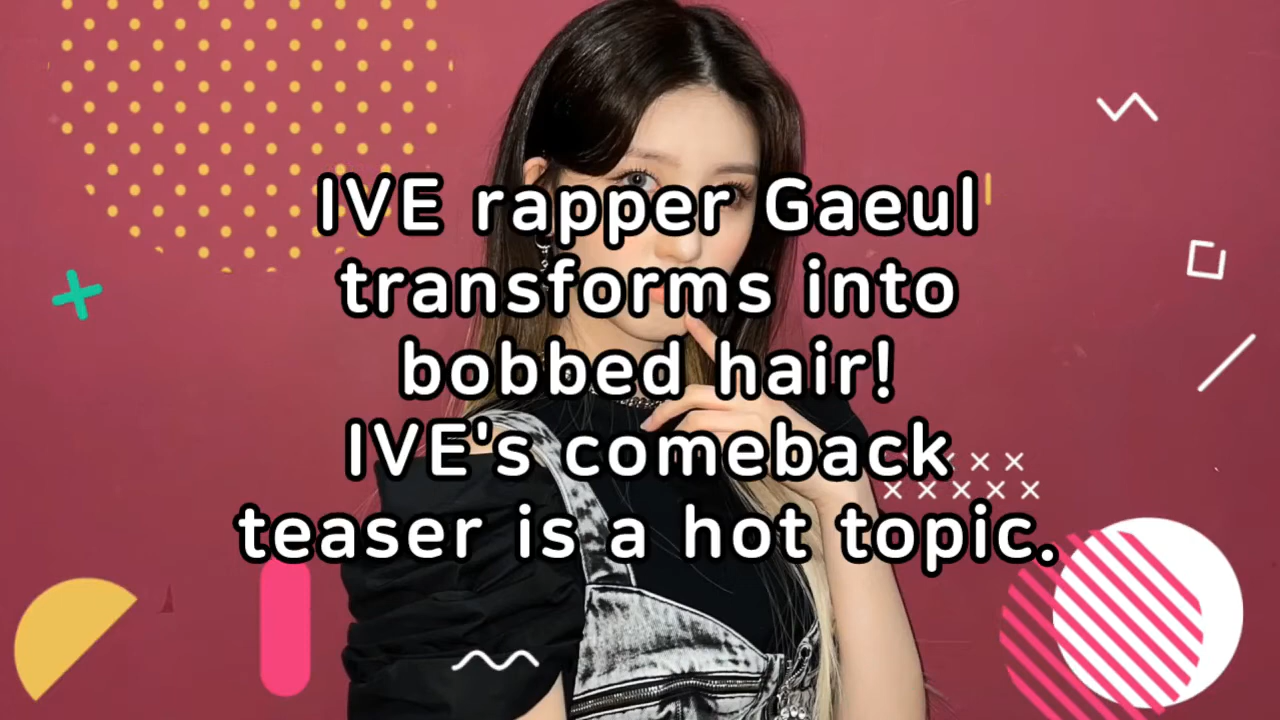 IVE rapper Gaeul
transforms into
bobbed hair!
IVE's comeback
teaser is a hot topic.